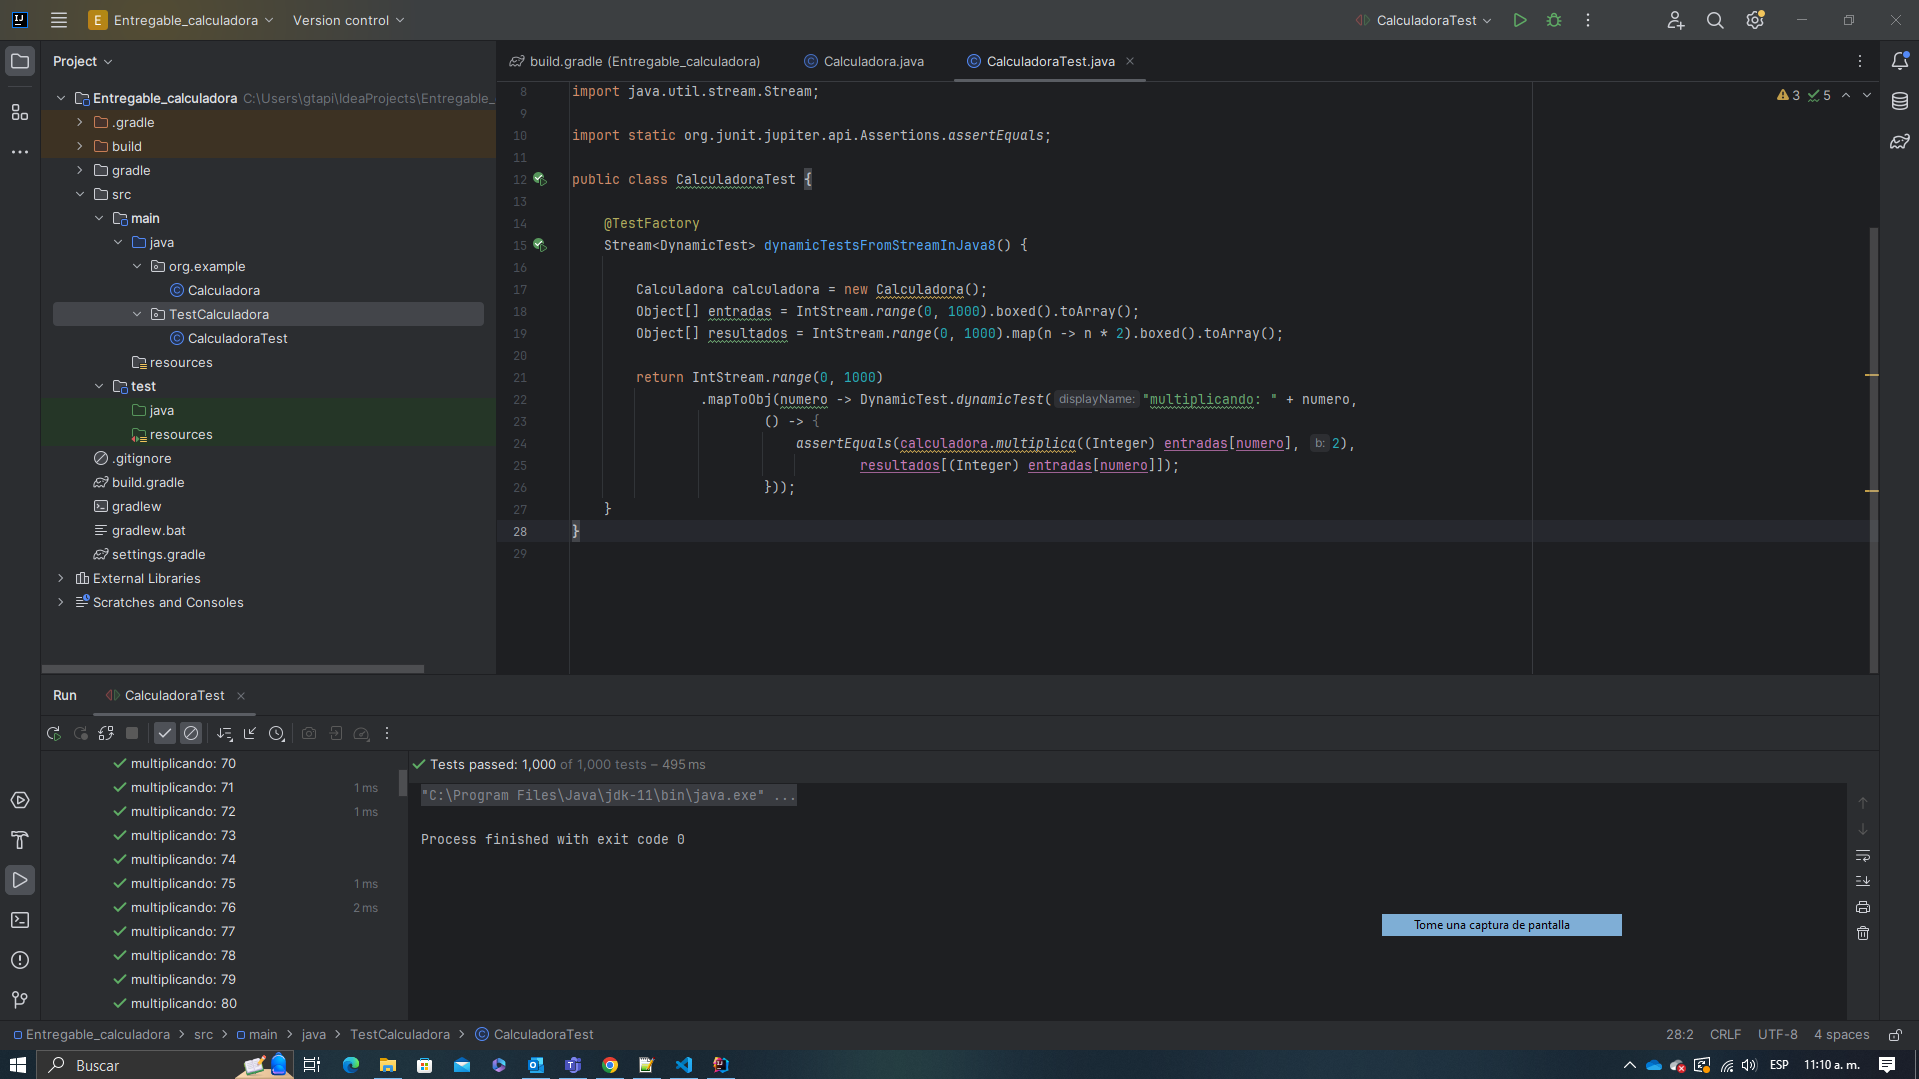 Entregable_calculadora
Version control
CalculadoraTest
Project
build.gradle (Entregable_calculadora)
Calculadora.java
CalculadoraTest.java
Entregable_calculadora C:\Users\gtapi\IdeaProjects\Entregable_
.gradle
build
gradle
src
main
java
org.example
Calculadora
TestCalculadora
CalculadoraTest
resources
test
java
resources
.gitignore
build.gradle
gradlew
gradlew.bat
settings.gradle
External Libraries
Scratches and Consoles
3 5
8 import java.util.stream.Stream;
9
10 import static org.junit.jupiter.api.Assertions.assertEquals;
11
12 public class CalculadoraTest {
13
14 @TestFactory
15 Stream<DynamicTest> dynamicTestsFromStreamInJava8() {
16
17 Calculadora calculadora = new Calculadora();
18 Object[] entradas = IntStream.range(0, 1000).boxed().toArray();
19 Object[] resultados = IntStream.range(0, 1000).map(n -> n * 2).boxed().toArray();
20
21 return IntStream.range(0, 1000)
22 .mapToObj(numero -> DynamicTest.dynamicTest( displayName: "multiplicando: " + numero,
23 () -> {
24 assertEquals(calculadora.multiplica((Integer) entradas[numero], b: 2),
25 resultados[(Integer) entradas[numero]]);
26 }));
27 }
28 }
29
Run
CalculadoraTest
multiplicando: 70
multiplicando: 71 1 ms
multiplicando: 72 1 ms
multiplicando: 73
multiplicando: 74
multiplicando: 75 1 ms
multiplicando: 76 2 ms
multiplicando: 77
multiplicando: 78
multiplicando: 79
multiplicando: 80
Tests passed: 1,000 of 1,000 tests – 495 ms
"C:\Program Files\Java\jdk-11\bin\java.exe" ...
Process finished with exit code 0
Tome una captura de pantalla
Entregable_calculadora > src > main > java > TestCalculadora > CalculadoraTest
28:2 CRLF UTF-8 4 spaces
Buscar
ESP
11:10 a. m.